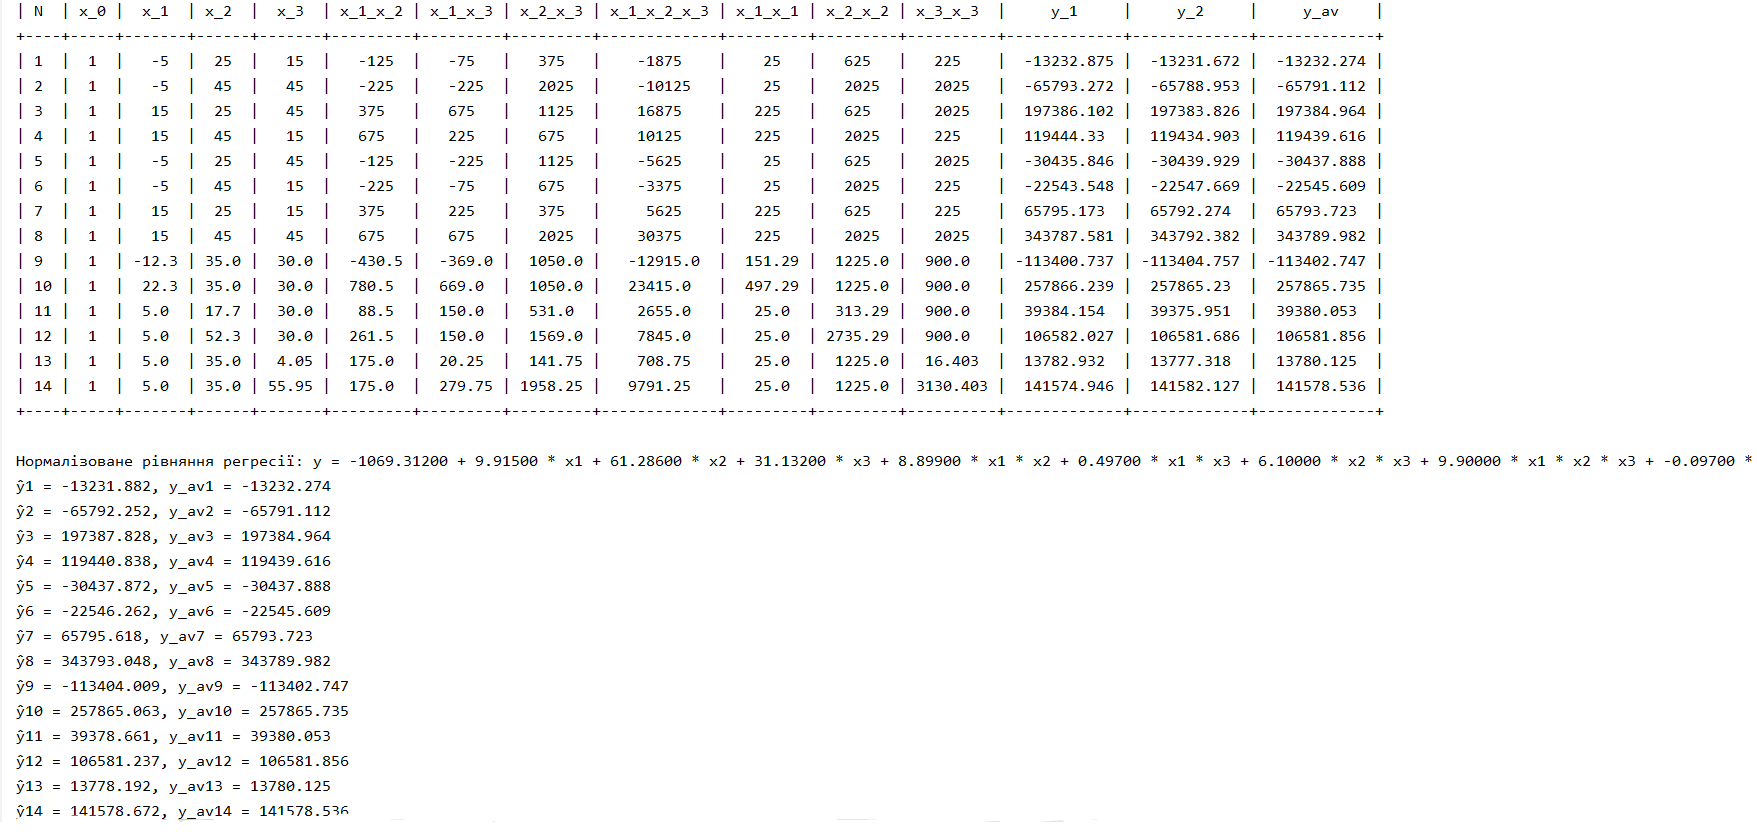 | N | x_0 | x_1 | x_2 | x_3 | x_1_x_2 | x_1_x_3 | x_2_x_3 | x_1_x_2_x_3 | x_1_x_1 | x_2_x_2 | x_3_x_3 | y_1 | y_2 | y_av |
+----+-----+-------+------+-------+---------+---------+---------+-------------+---------+---------+----------+-------------+-------------+-------------+
| 1 | 1 | -5 | 25 | 15 | -125 | -75 | 375 | -1875 | 25 | 625 | 225 | -13232.875 | -13231.672 | -13232.274 |
| 2 | 1 | -5 | 45 | 45 | -225 | -225 | 2025 | -10125 | 25 | 2025 | 2025 | -65793.272 | -65788.953 | -65791.112 |
| 3 | 1 | 15 | 25 | 45 | 375 | 675 | 1125 | 16875 | 225 | 625 | 2025 | 197386.102 | 197383.826 | 197384.964 |
| 4 | 1 | 15 | 45 | 15 | 675 | 225 | 675 | 10125 | 225 | 2025 | 225 | 119444.33 | 119434.903 | 119439.616 |
| 5 | 1 | -5 | 25 | 45 | -125 | -225 | 1125 | -5625 | 25 | 625 | 2025 | -30435.846 | -30439.929 | -30437.888 |
| 6 | 1 | -5 | 45 | 15 | -225 | -75 | 675 | -3375 | 25 | 2025 | 225 | -22543.548 | -22547.669 | -22545.609 |
| 7 | 1 | 15 | 25 | 15 | 375 | 225 | 375 | 5625 | 225 | 625 | 225 | 65795.173 | 65792.274 | 65793.723 |
| 8 | 1 | 15 | 45 | 45 | 675 | 675 | 2025 | 30375 | 225 | 2025 | 2025 | 343787.581 | 343792.382 | 343789.982 |
| 9 | 1 | -12.3 | 35.0 | 30.0 | -430.5 | -369.0 | 1050.0 | -12915.0 | 151.29 | 1225.0 | 900.0 | -113400.737 | -113404.757 | -113402.747 |
| 10 | 1 | 22.3 | 35.0 | 30.0 | 780.5 | 669.0 | 1050.0 | 23415.0 | 497.29 | 1225.0 | 900.0 | 257866.239 | 257865.23 | 257865.735 |
| 11 | 1 | 5.0 | 17.7 | 30.0 | 88.5 | 150.0 | 531.0 | 2655.0 | 25.0 | 313.29 | 900.0 | 39384.154 | 39375.951 | 39380.053 |
| 12 | 1 | 5.0 | 52.3 | 30.0 | 261.5 | 150.0 | 1569.0 | 7845.0 | 25.0 | 2735.29 | 900.0 | 106582.027 | 106581.686 | 106581.856 |
| 13 | 1 | 5.0 | 35.0 | 4.05 | 175.0 | 20.25 | 141.75 | 708.75 | 25.0 | 1225.0 | 16.403 | 13782.932 | 13777.318 | 13780.125 |
| 14 | 1 | 5.0 | 35.0 | 55.95 | 175.0 | 279.75 | 1958.25 | 9791.25 | 25.0 | 1225.0 | 3130.403 | 141574.946 | 141582.127 | 141578.536 |
+----+-----+-------+------+-------+---------+---------+---------+-------------+---------+---------+----------+-------------+-------------+-------------+
Нормалізоване рівняння регресії: y = -1069.31200 + 9.91500 * x1 + 61.28600 * x2 + 31.13200 * x3 + 8.89900 * x1 * x2 + 0.49700 * x1 * x3 + 6.10000 * x2 * x3 + 9.90000 * x1 * x2 * x3 + -0.09700 *
ŷ1 = -13231.882, y_av1 = -13232.274
ŷ2 = -65792.252, y_av2 = -65791.112
ŷ3 = 197387.828, y_av3 = 197384.964
ŷ4 = 119440.838, y_av4 = 119439.616
ŷ5 = -30437.872, y_av5 = -30437.888
ŷ6 = -22546.262, y_av6 = -22545.609
ŷ7 = 65795.618, y_av7 = 65793.723
ŷ8 = 343793.048, y_av8 = 343789.982
ŷ9 = -113404.009, y_av9 = -113402.747
ŷ10 = 257865.063, y_av10 = 257865.735
ŷ11 = 39378.661, y_av11 = 39380.053
ŷ12 = 106581.237, y_av12 = 106581.856
ŷ13 = 13778.192, y_av13 = 13780.125
ŷ14 = 141578.672, y_av14 = 141578.536